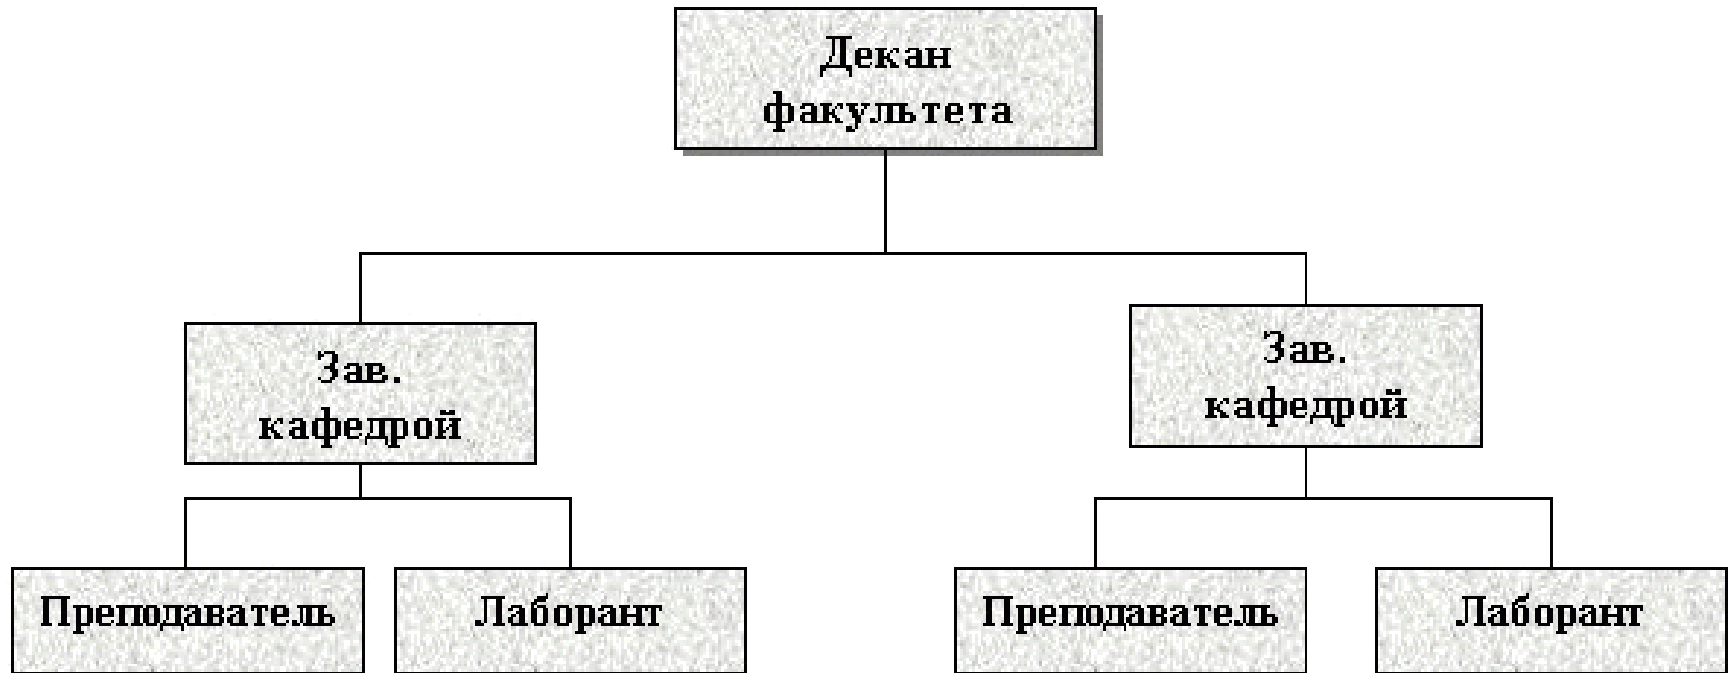 Декан
факультета
Зав.
кафедрой
Зав.
кафедрой
Преподаватель
Лаборант
Преподаватель
Лаборант